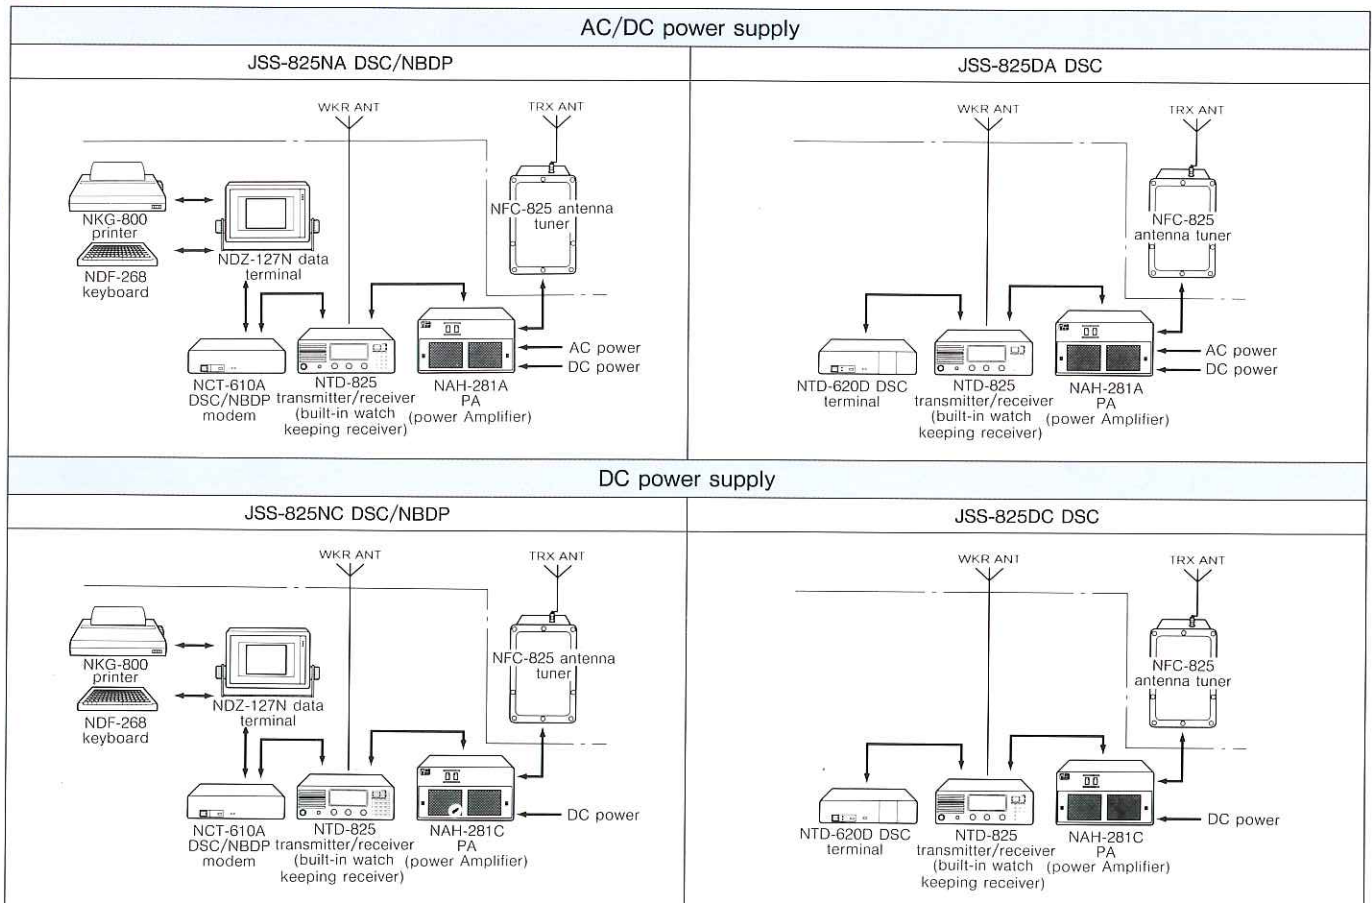 AC/DC power supply
JSS-825NA DSC/NBDP
WKR ANT
TRX ANT
NKG-800
printer
NDF-268
keyboard
NDZ-127N data
terminal
NFC-825 antenna
tuner
AC power
DC power
NCT-610A
DSC/NBDP
modem
NTD-825
transmitter/receiver
(built-in watch
keeping receiver)
NAH-281A
PA
(power Amplifier)
JSS-825DA DSC
WKR ANT
TRX ANT
NFC-825
antenna tuner
AC power
DC power
NTD-620D DSC
terminal
NTD-825
transmitter/receiver
(built-in watch
keeping receiver)
NAH-281A
PA
(power Amplifier)
DC power supply
JSS-825NC DSC/NBDP
WKR ANT
TRX ANT
NKG-800
printer
NDF-268
keyboard
NDZ-127N data
terminal
NFC-825 antenna
tuner
DC power
NCT-610A
DSC/NBDP
modem
NTD-825
transmitter/receiver
(built-in watch
keeping receiver)
NAH-281C
PA
(power Amplifier)
JSS-825DC DSC
WKR ANT
TRX ANT
NFC-825
antenna tuner
DC power
NTD-620D DSC
terminal
NTD-825
transmitter/receiver
(built-in watch
keeping receiver)
NAH-281C
PA
(power Amplifier)